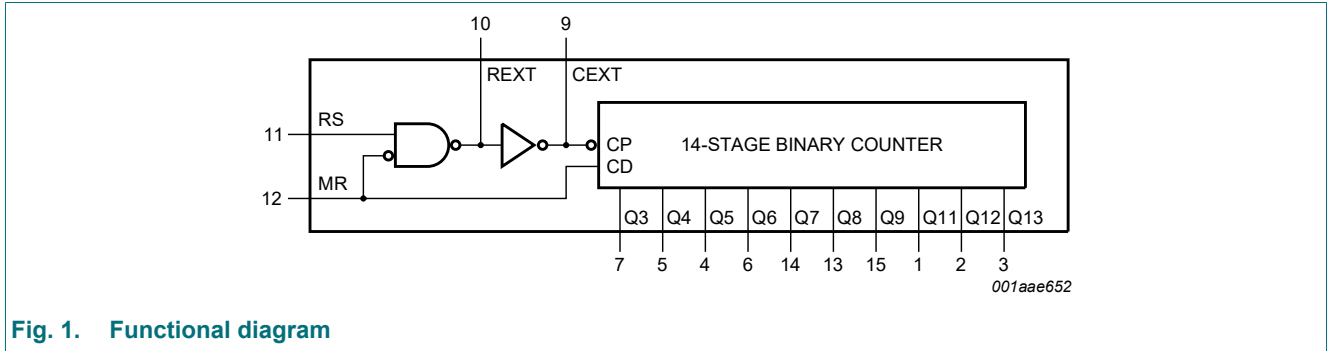 10 9
REXT CEXT
RS
11
CP 14-STAGE BINARY COUNTER
CD
MR
12
Q3 Q4 Q5 Q6 Q7 Q8 Q9 Q11 Q12 Q13
7 5 4 6 14 13 15 1 2 3
001aae652
Fig. 1. Functional diagram